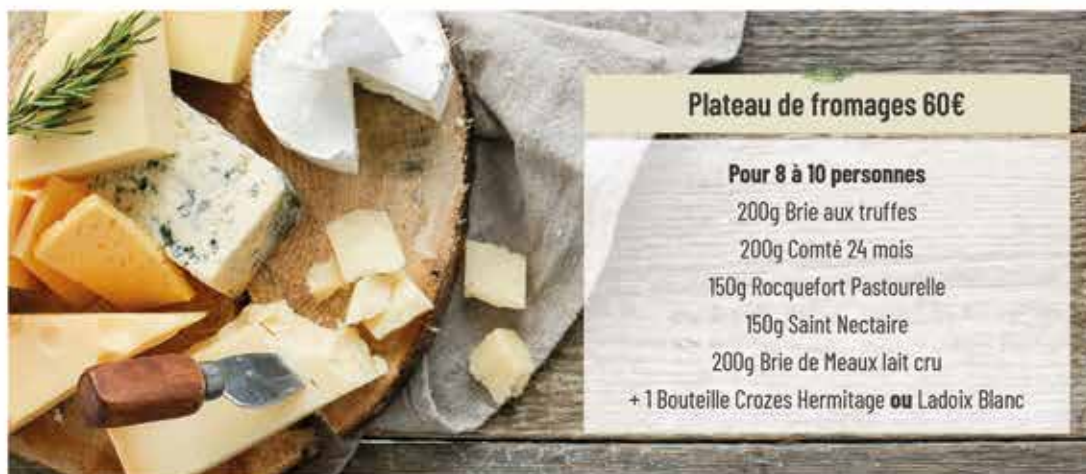 Plateau de fromages 60€
Pour 8 à 10 personnes
200g Brie aux truffes
200g Comté 24 mois
150g Rocquefort Pastourelle
150g Saint Nectaire
200g Brie de Meaux lait cru
+ 1 Bouteille Crozes Hermitage ou Ladoix Blanc